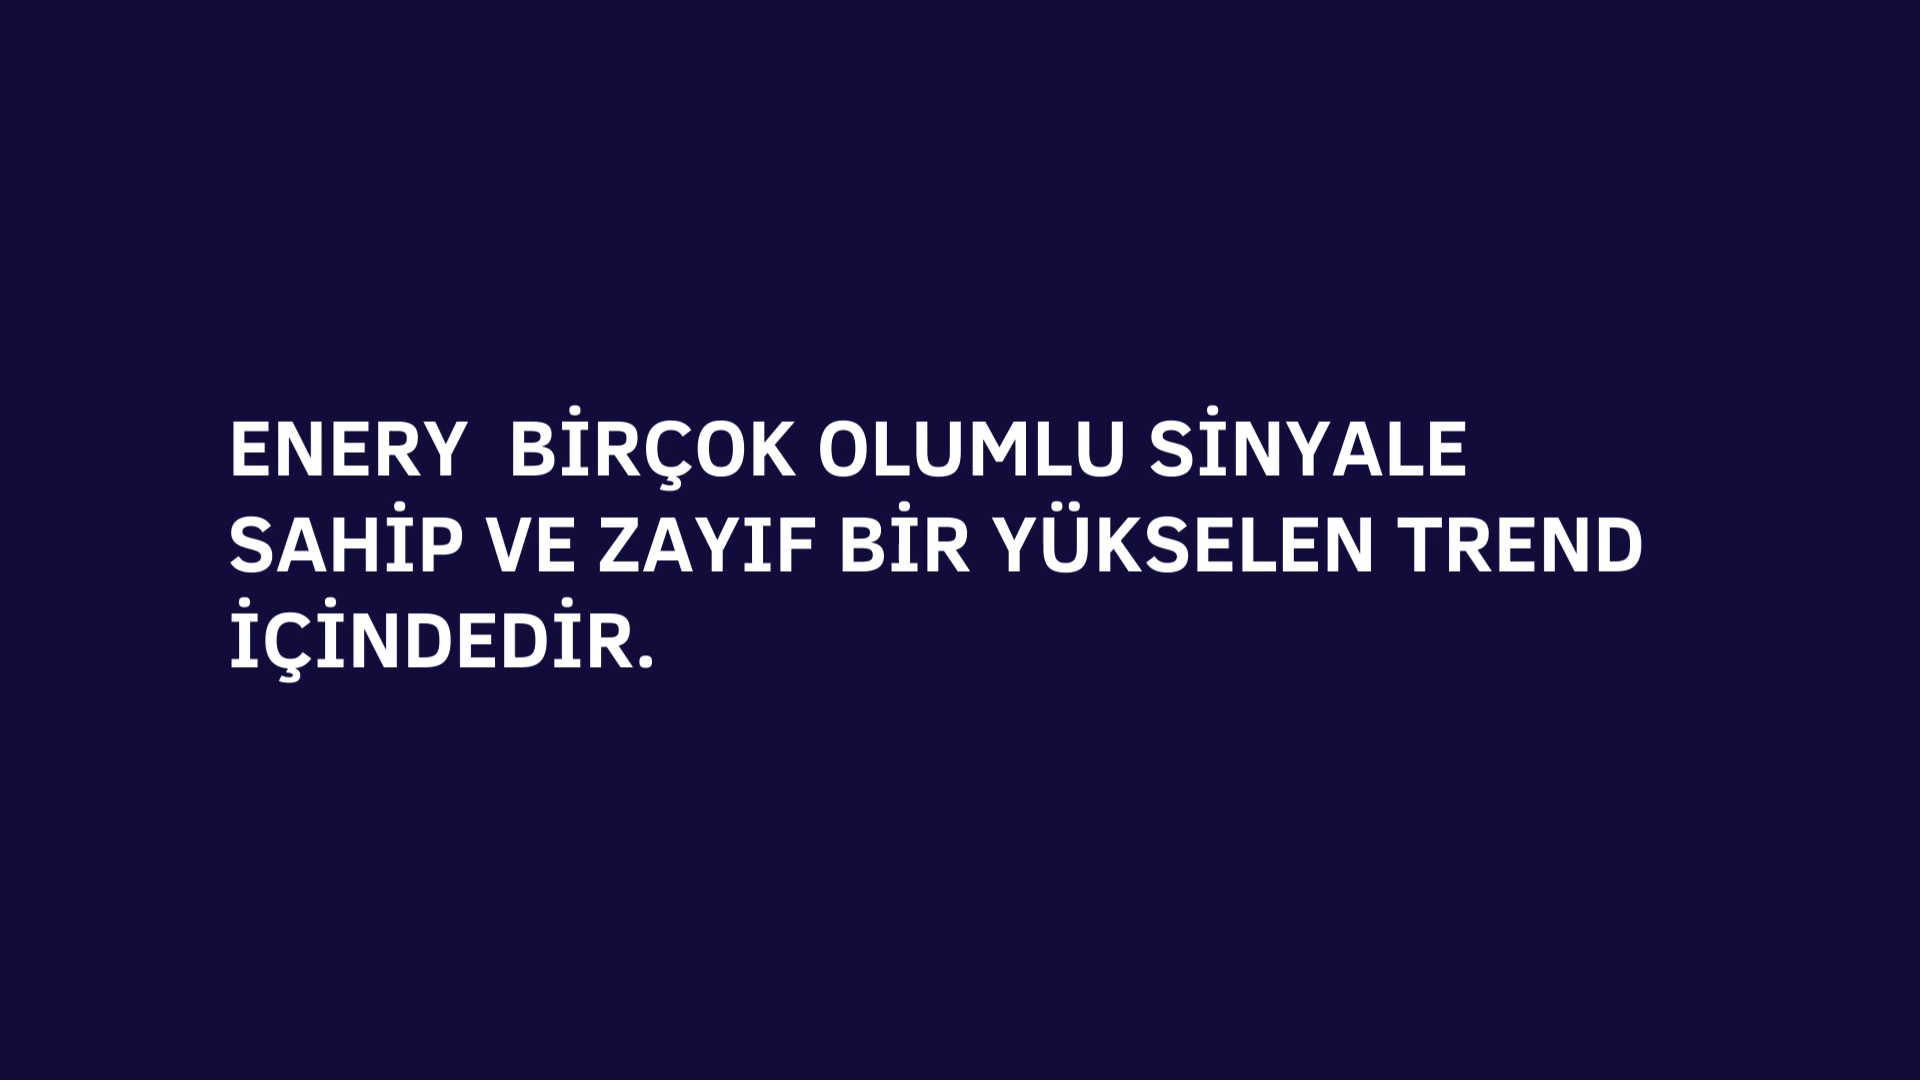 ENERY  BİRÇOK OLUMLU SİNYALE
SAHİP VE ZAYIF BİR YÜKSELEN TREND
İÇİNDEDİR.